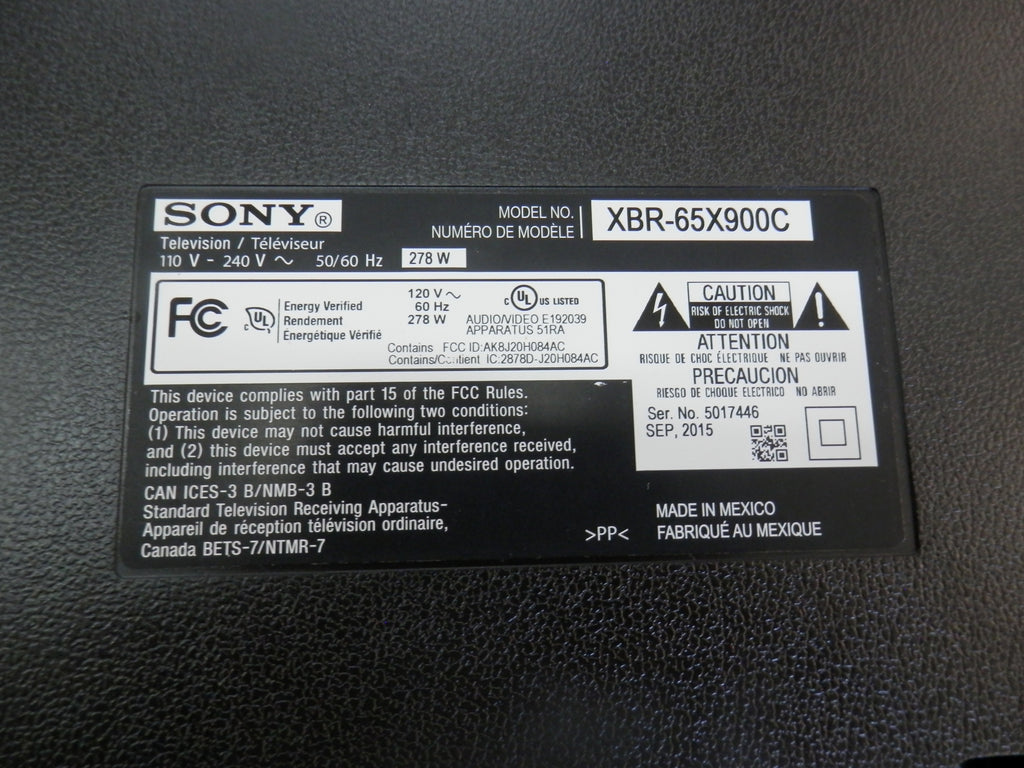 SONY®
MODEL NO.
NUMÉRO DE MODÈLE
XBR-65X900C
Television / Téléviseur
110 V - 240 V ~ 50/60 Hz 278 W
FC
c UL
Energy Verified
Rendement
Énergétique Vérifié
120 V ~
60 Hz
278 W
c UL US LISTED
AUDIO/VIDEO E192039
APPARATUS 51RA
Contains FCC ID:AK8J20H084AC
Contains/Contient IC:2878D-J20H084AC
CAUTION
RISK OF ELECTRIC SHOCK
DO NOT OPEN
ATTENTION
RISQUE DE CHOC ÉLECTRIQUE NE PAS OUVRIR
PRECAUCION
RIESGO DE CHOQUE ELECTRICO NO ABRIR
Ser. No. 5017446
SEP, 2015
This device complies with part 15 of the FCC Rules.
Operation is subject to the following two conditions:
(1) This device may not cause harmful interference,
and (2) this device must accept any interference received,
including interference that may cause undesired operation.
CAN ICES-3 B/NMB-3 B
Standard Television Receiving Apparatus-
Appareil de réception télévision ordinaire,
Canada BETS-7/NTMR-7
>PP<
MADE IN MEXICO
FABRIQUÉ AU MEXIQUE